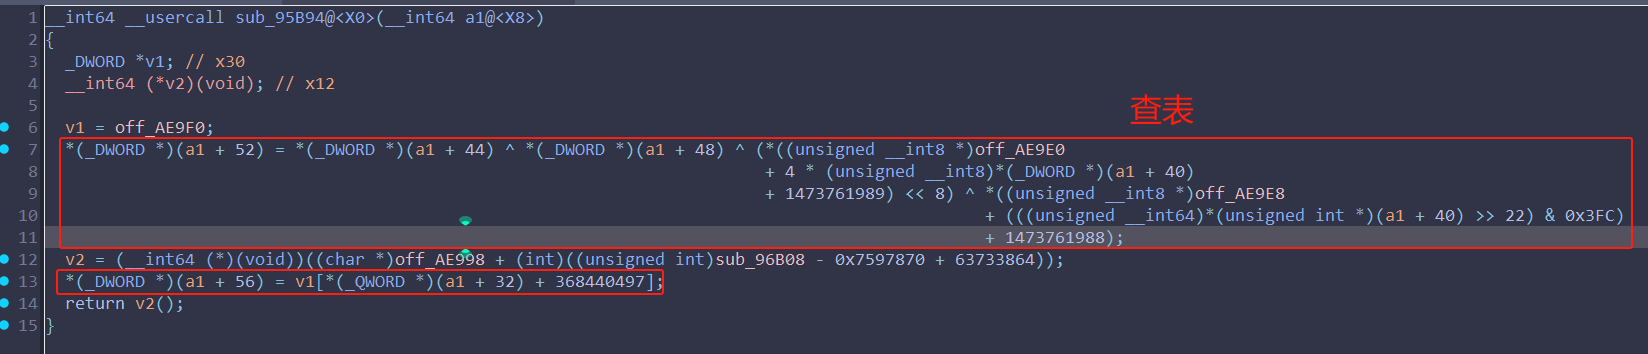 1 __int64 __usercall sub_95B94@<X0>(__int64 a1@<X8>)
2 {
3 _DWORD *v1; // x30
4 __int64 (*v2)(void); // x12
5
查表
6 v1 = off_AE9F0;
7 *(_DWORD *)(a1 + 52) = *(_DWORD *)(a1 + 44) ^ *(_DWORD *)(a1 + 48) ^ (*((unsigned __int8 *)off_AE9E0
8 + 4 * (unsigned __int8)*(_DWORD *)(a1 + 40)
9 + 1473761989) << 8) ^ *((unsigned __int8 *)off_AE9E8
10 + (((unsigned __int64)*(unsigned int *)(a1 + 40) >> 22) & 0x3FC)
11 + 1473761988);
12 v2 = (__int64 (*)(void))((char *)off_AE998 + (int)((unsigned int)sub_96B08 - 0x7597870 + 63733864));
13 *(_DWORD *)(a1 + 56) = v1[*(_QWORD *)(a1 + 32) + 368440497];
14 return v2();
15 }